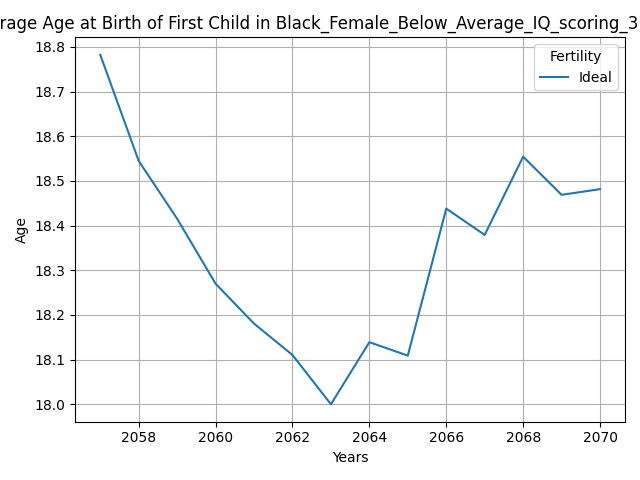 rage Age at Birth of First Child in Black_Female_Below_Average_IQ_scoring_3
Fertility
Ideal
18.8
18.7
18.6
18.5
18.4
18.3
18.2
18.1
18.0
Age
2058 2060 2062 2064 2066 2068 2070
Years